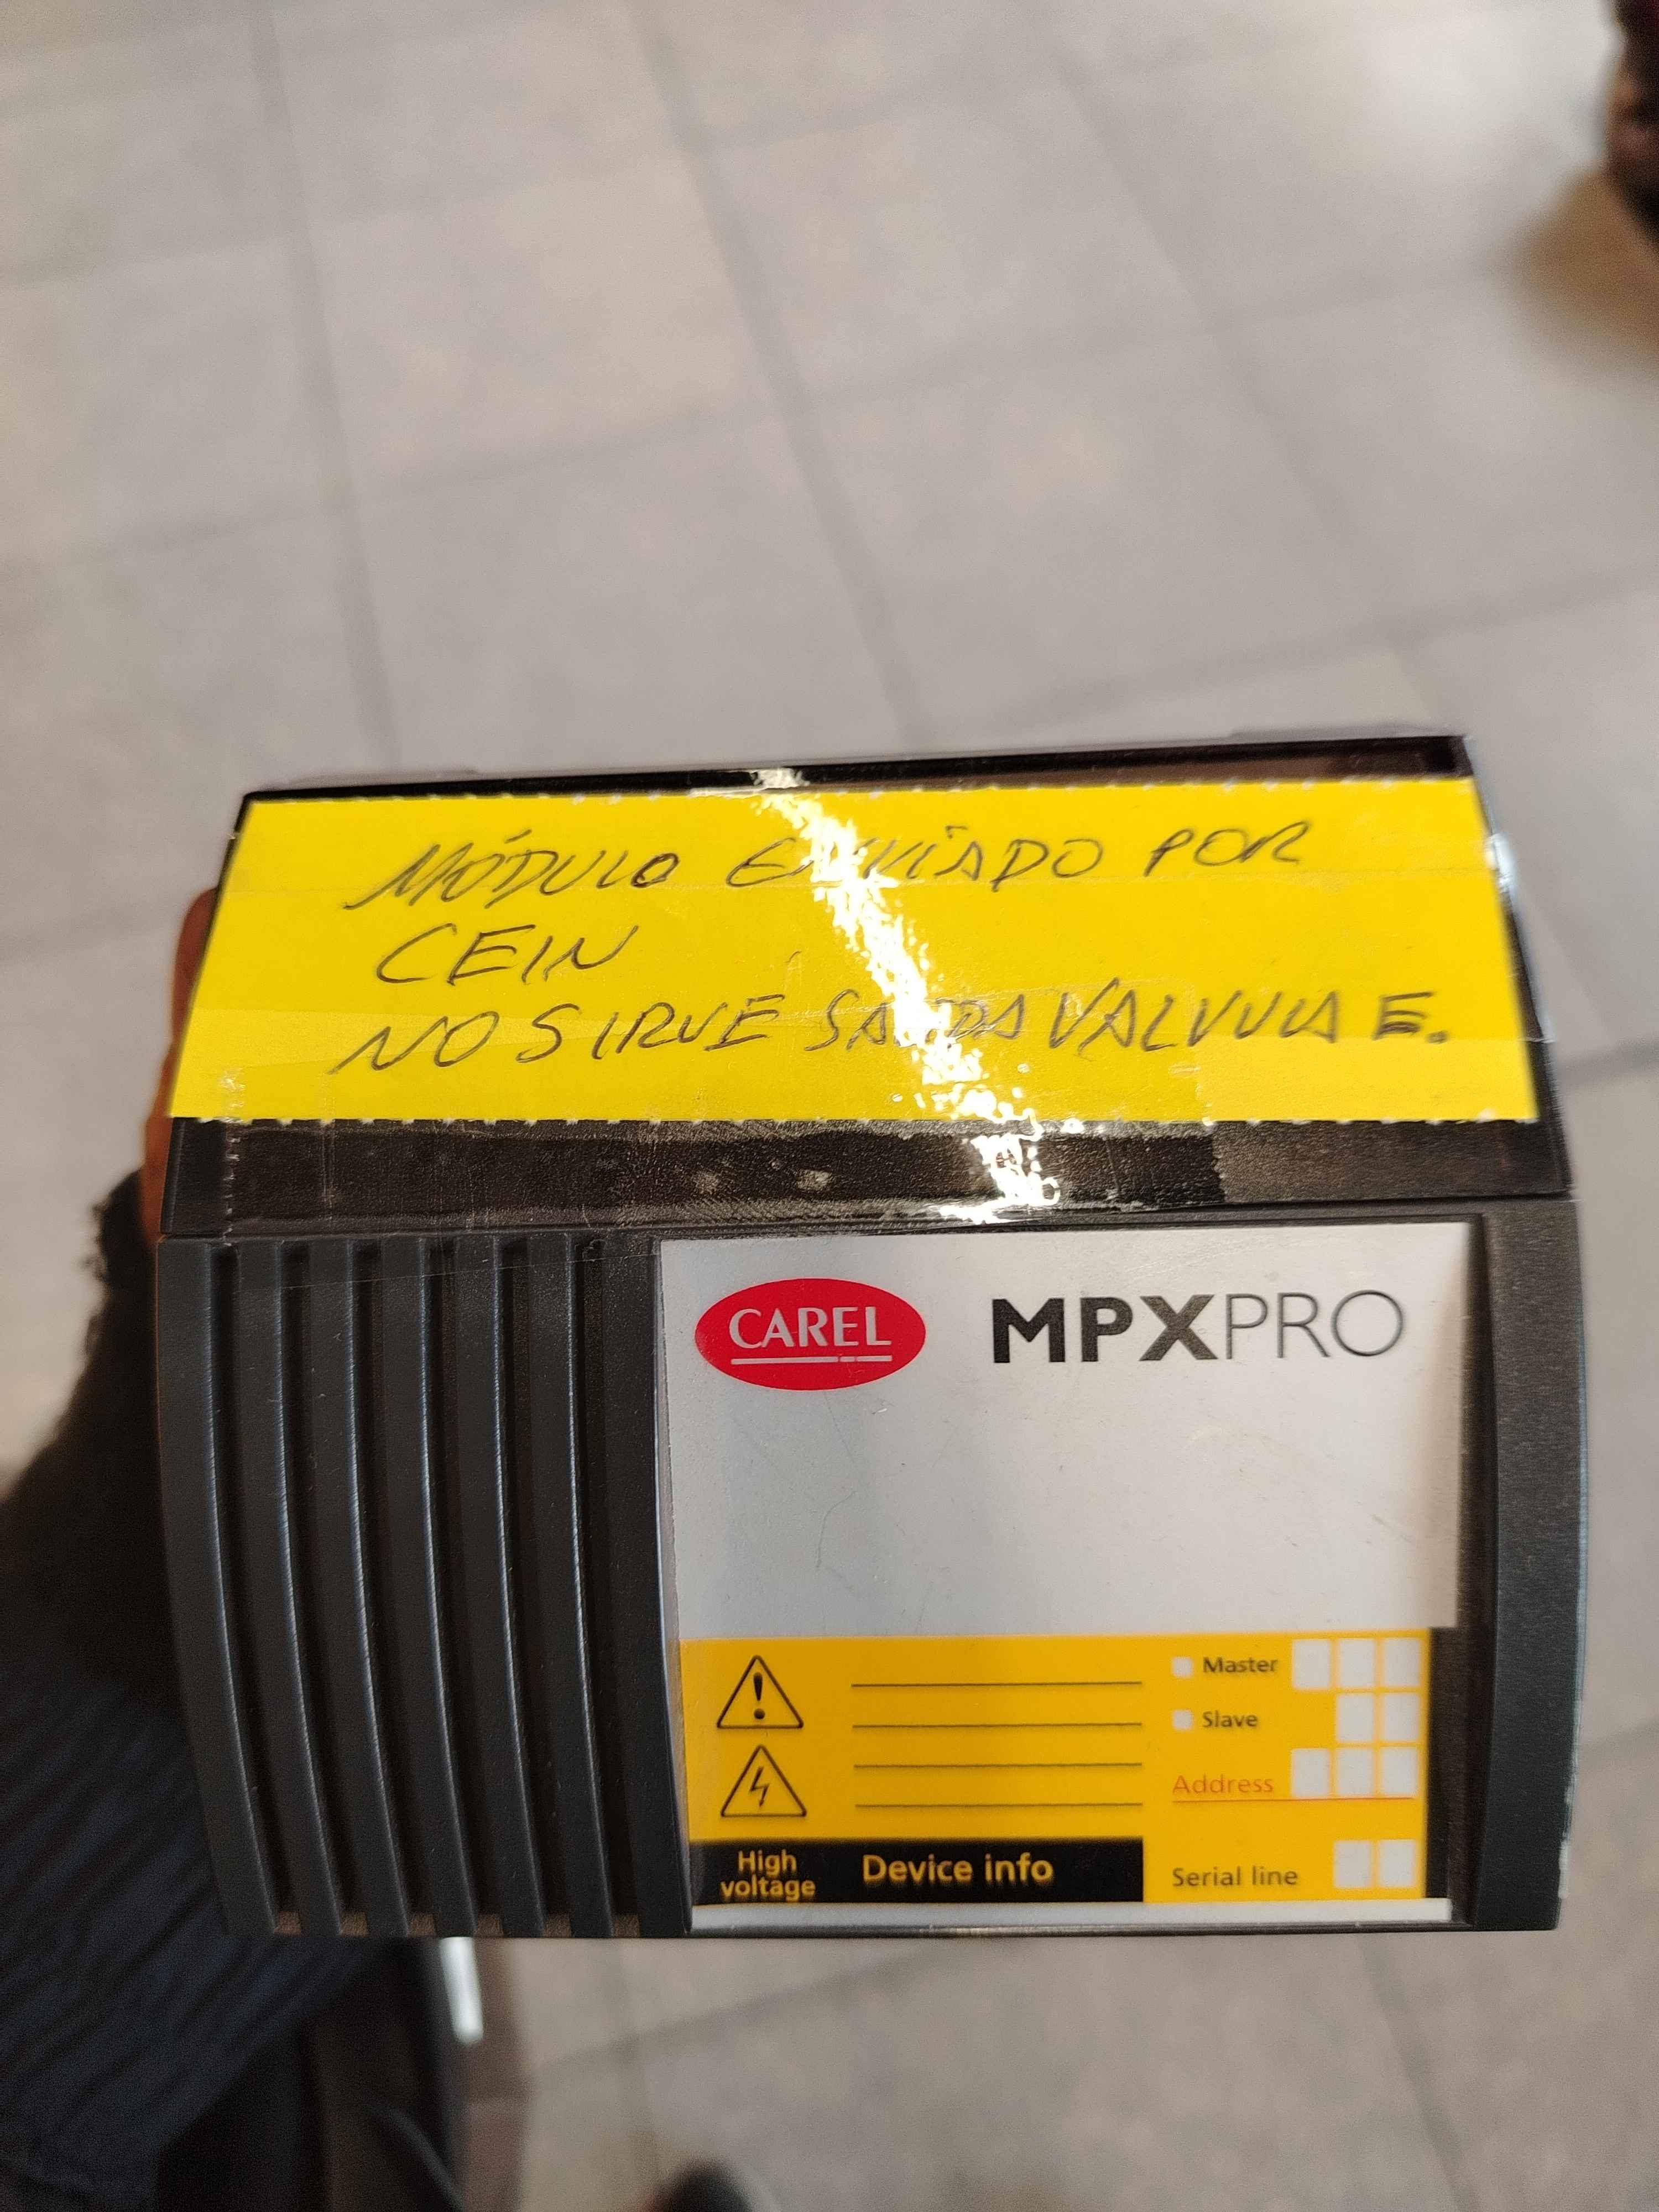 MÓDULO ENVIADO POR
CEIN
NO SIRVE SALIDA VALVULA E.
CAREL MPXPRO
Master
Slave
Address
High voltage
Device info
Serial line